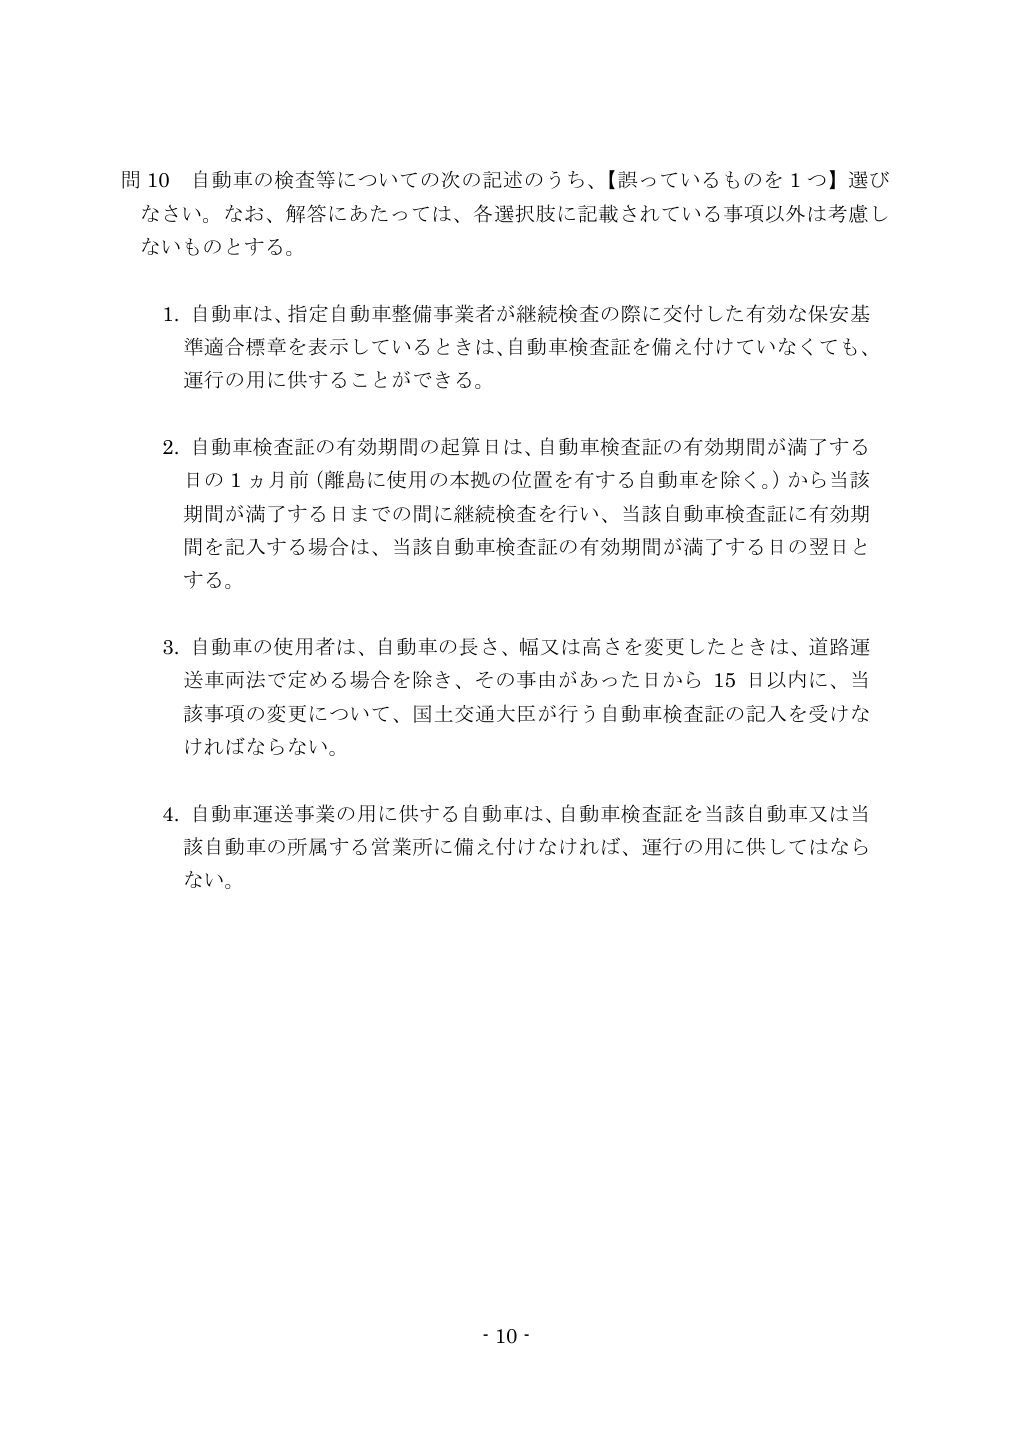 問 10　自動車の検査等についての次の記述のうち、【誤っているものを 1 つ】選び
なさい。なお、解答にあたっては、各選択肢に記載されている事項以外は考慮し
ないものとする。
1. 自動車は、指定自動車整備事業者が継続検査の際に交付した有効な保安基
準適合標章を表示しているときは、自動車検査証を備え付けていなくても、
運行の用に供することができる。
2. 自動車検査証の有効期間の起算日は、自動車検査証の有効期間が満了する
日の 1 ヵ月前 (離島に使用の本拠の位置を有する自動車を除く。) から当該
期間が満了する日までの間に継続検査を行い、当該自動車検査証に有効期
間を記入する場合は、当該自動車検査証の有効期間が満了する日の翌日と
する。
3. 自動車の使用者は、自動車の長さ、幅又は高さを変更したときは、道路運
送車両法で定める場合を除き、その事由があった日から 15 日以内に、当
該事項の変更について、国土交通大臣が行う自動車検査証の記入を受けな
ければならない。
4. 自動車運送事業の用に供する自動車は、自動車検査証を当該自動車又は当
該自動車の所属する営業所に備え付けなければ、運行の用に供してはなら
ない。
- 10 -